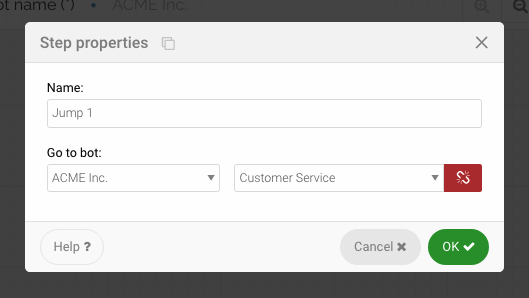 ot name (*) • ACME Inc.
Step properties
Name:
Jump 1
Go to bot:
ACME Inc. Customer Service
Help ? Cancel OK